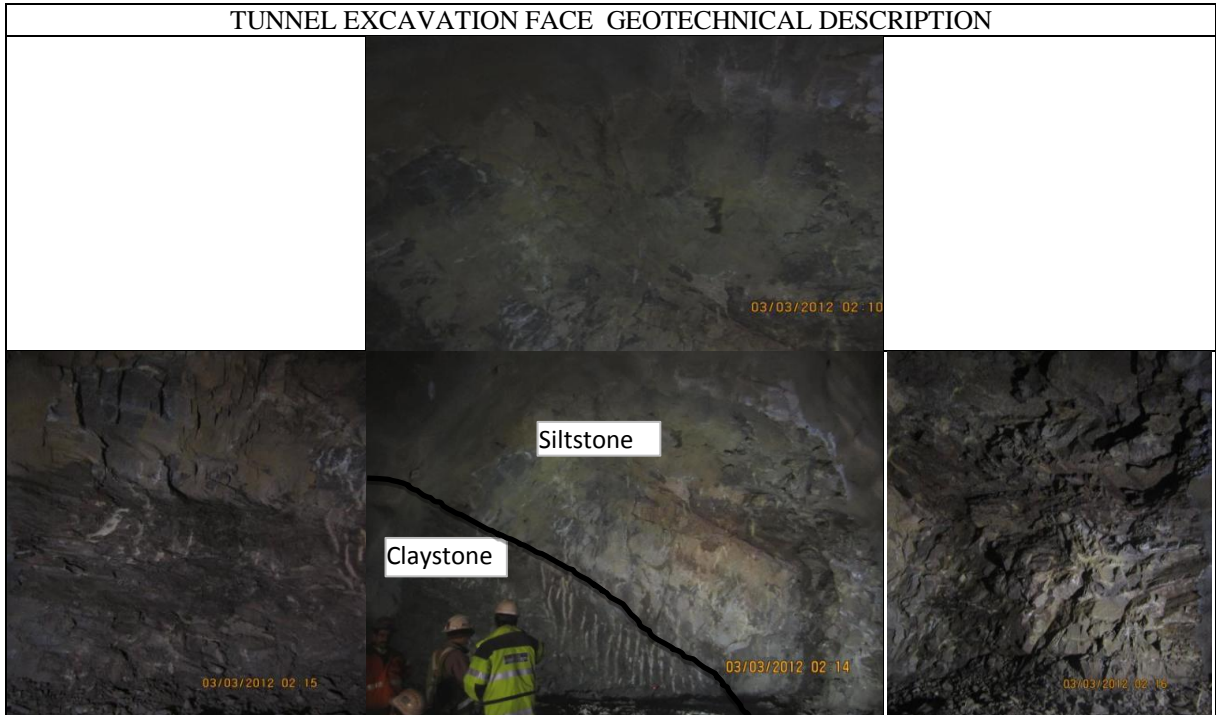 TUNNEL EXCAVATION FACE GEOTECHNICAL DESCRIPTION
03/03/2012 02:10
Siltstone
Claystone
03/03/2012 02 15
03/03/2012 02 14
03/03/2012 02 16